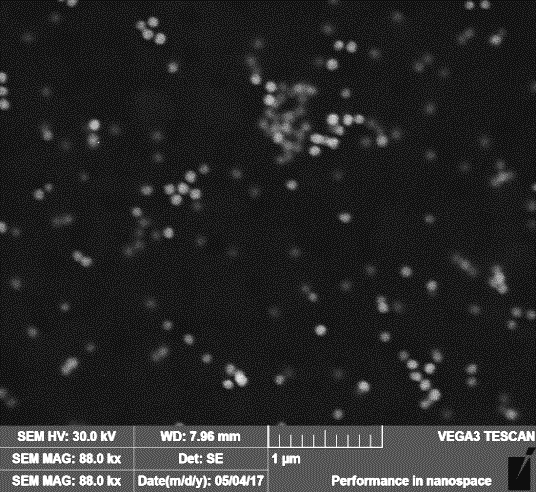 SEM HV: 30.0 kV WD: 7.96 mm VEGA3 TESCAN
SEM MAG: 88.0 kx Det: SE 1 µm
SEM MAG: 88.0 kx Date(m/d/y): 05/04/17 Performance in nanospace